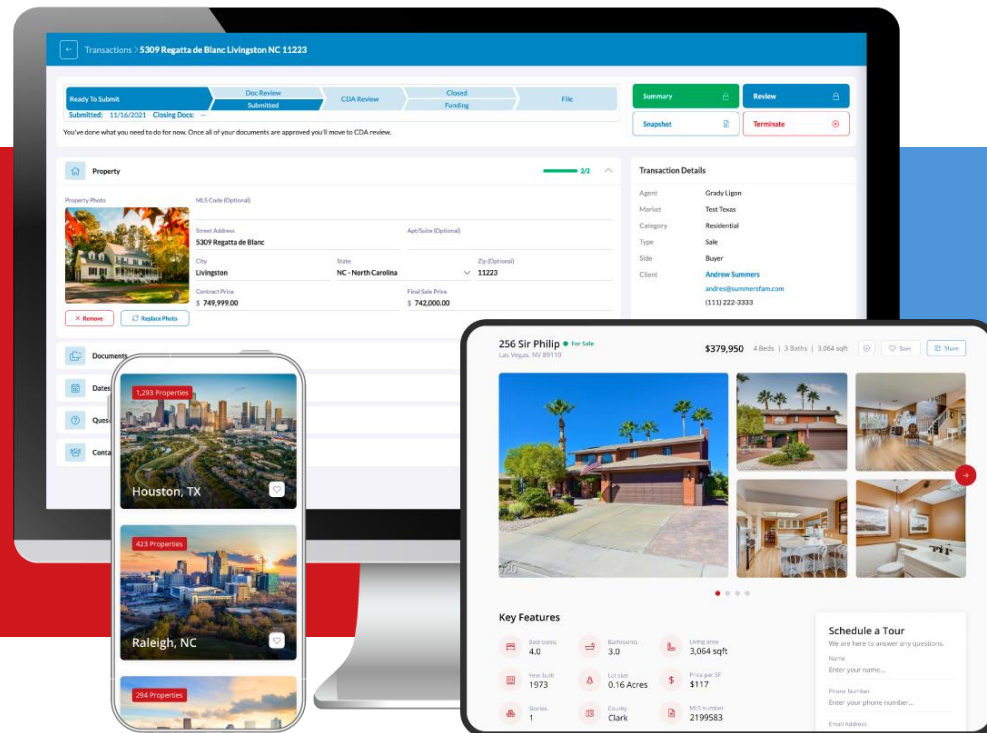 ← Transactions > 5309 Regatta de Blanc Livingston NC 11223
Ready To Submit
Doc Review
Submitted
CDA Review
Closed
Funding
File
Submitted: 11/16/2021 Closing Docs: --
You've done what you need to do for now. Once all of your documents are approved you'll move to CDA review.
Summary
Review
Snapshot
Terminate
Property
2/2
Property Photo
MLS Code (Optional)
Street Address
Apt/Suite (Optional)
5309 Regatta de Blanc
City
State
Zip (Optional)
Livingston
NC - North Carolina
11223
Contract Price
Final Sale Price
$ 749,999.00
$ 742,000.00
× Remove
Replace Photo
Documents
Dates
Ques
Conta
Transaction Details
Agent Grady Ligon
Market Test Texas
Category Residential
Type Sale
Side Buyer
Client Andrew Summers
andres@summersfam.com
(111) 222-3333
1,293 Properties
Houston, TX
423 Properties
Raleigh, NC
294 Properties
256 Sir Philip • For Sale
Las Vegas, NV 89110
$379,950 4 Beds | 3 Baths | 3,064 sqft
Save
Share
Key Features
Bedrooms
4.0
Bathrooms
3.0
Living area
3,064 sqft
Year built
1973
Lot size
0.16 Acres
Price per SF
$117
Stories
1
County
Clark
MLS number
2199583
Schedule a Tour
We are here to answer any questions.
Name
Enter your name...
Phone Number
Enter your phone number...
Email Address